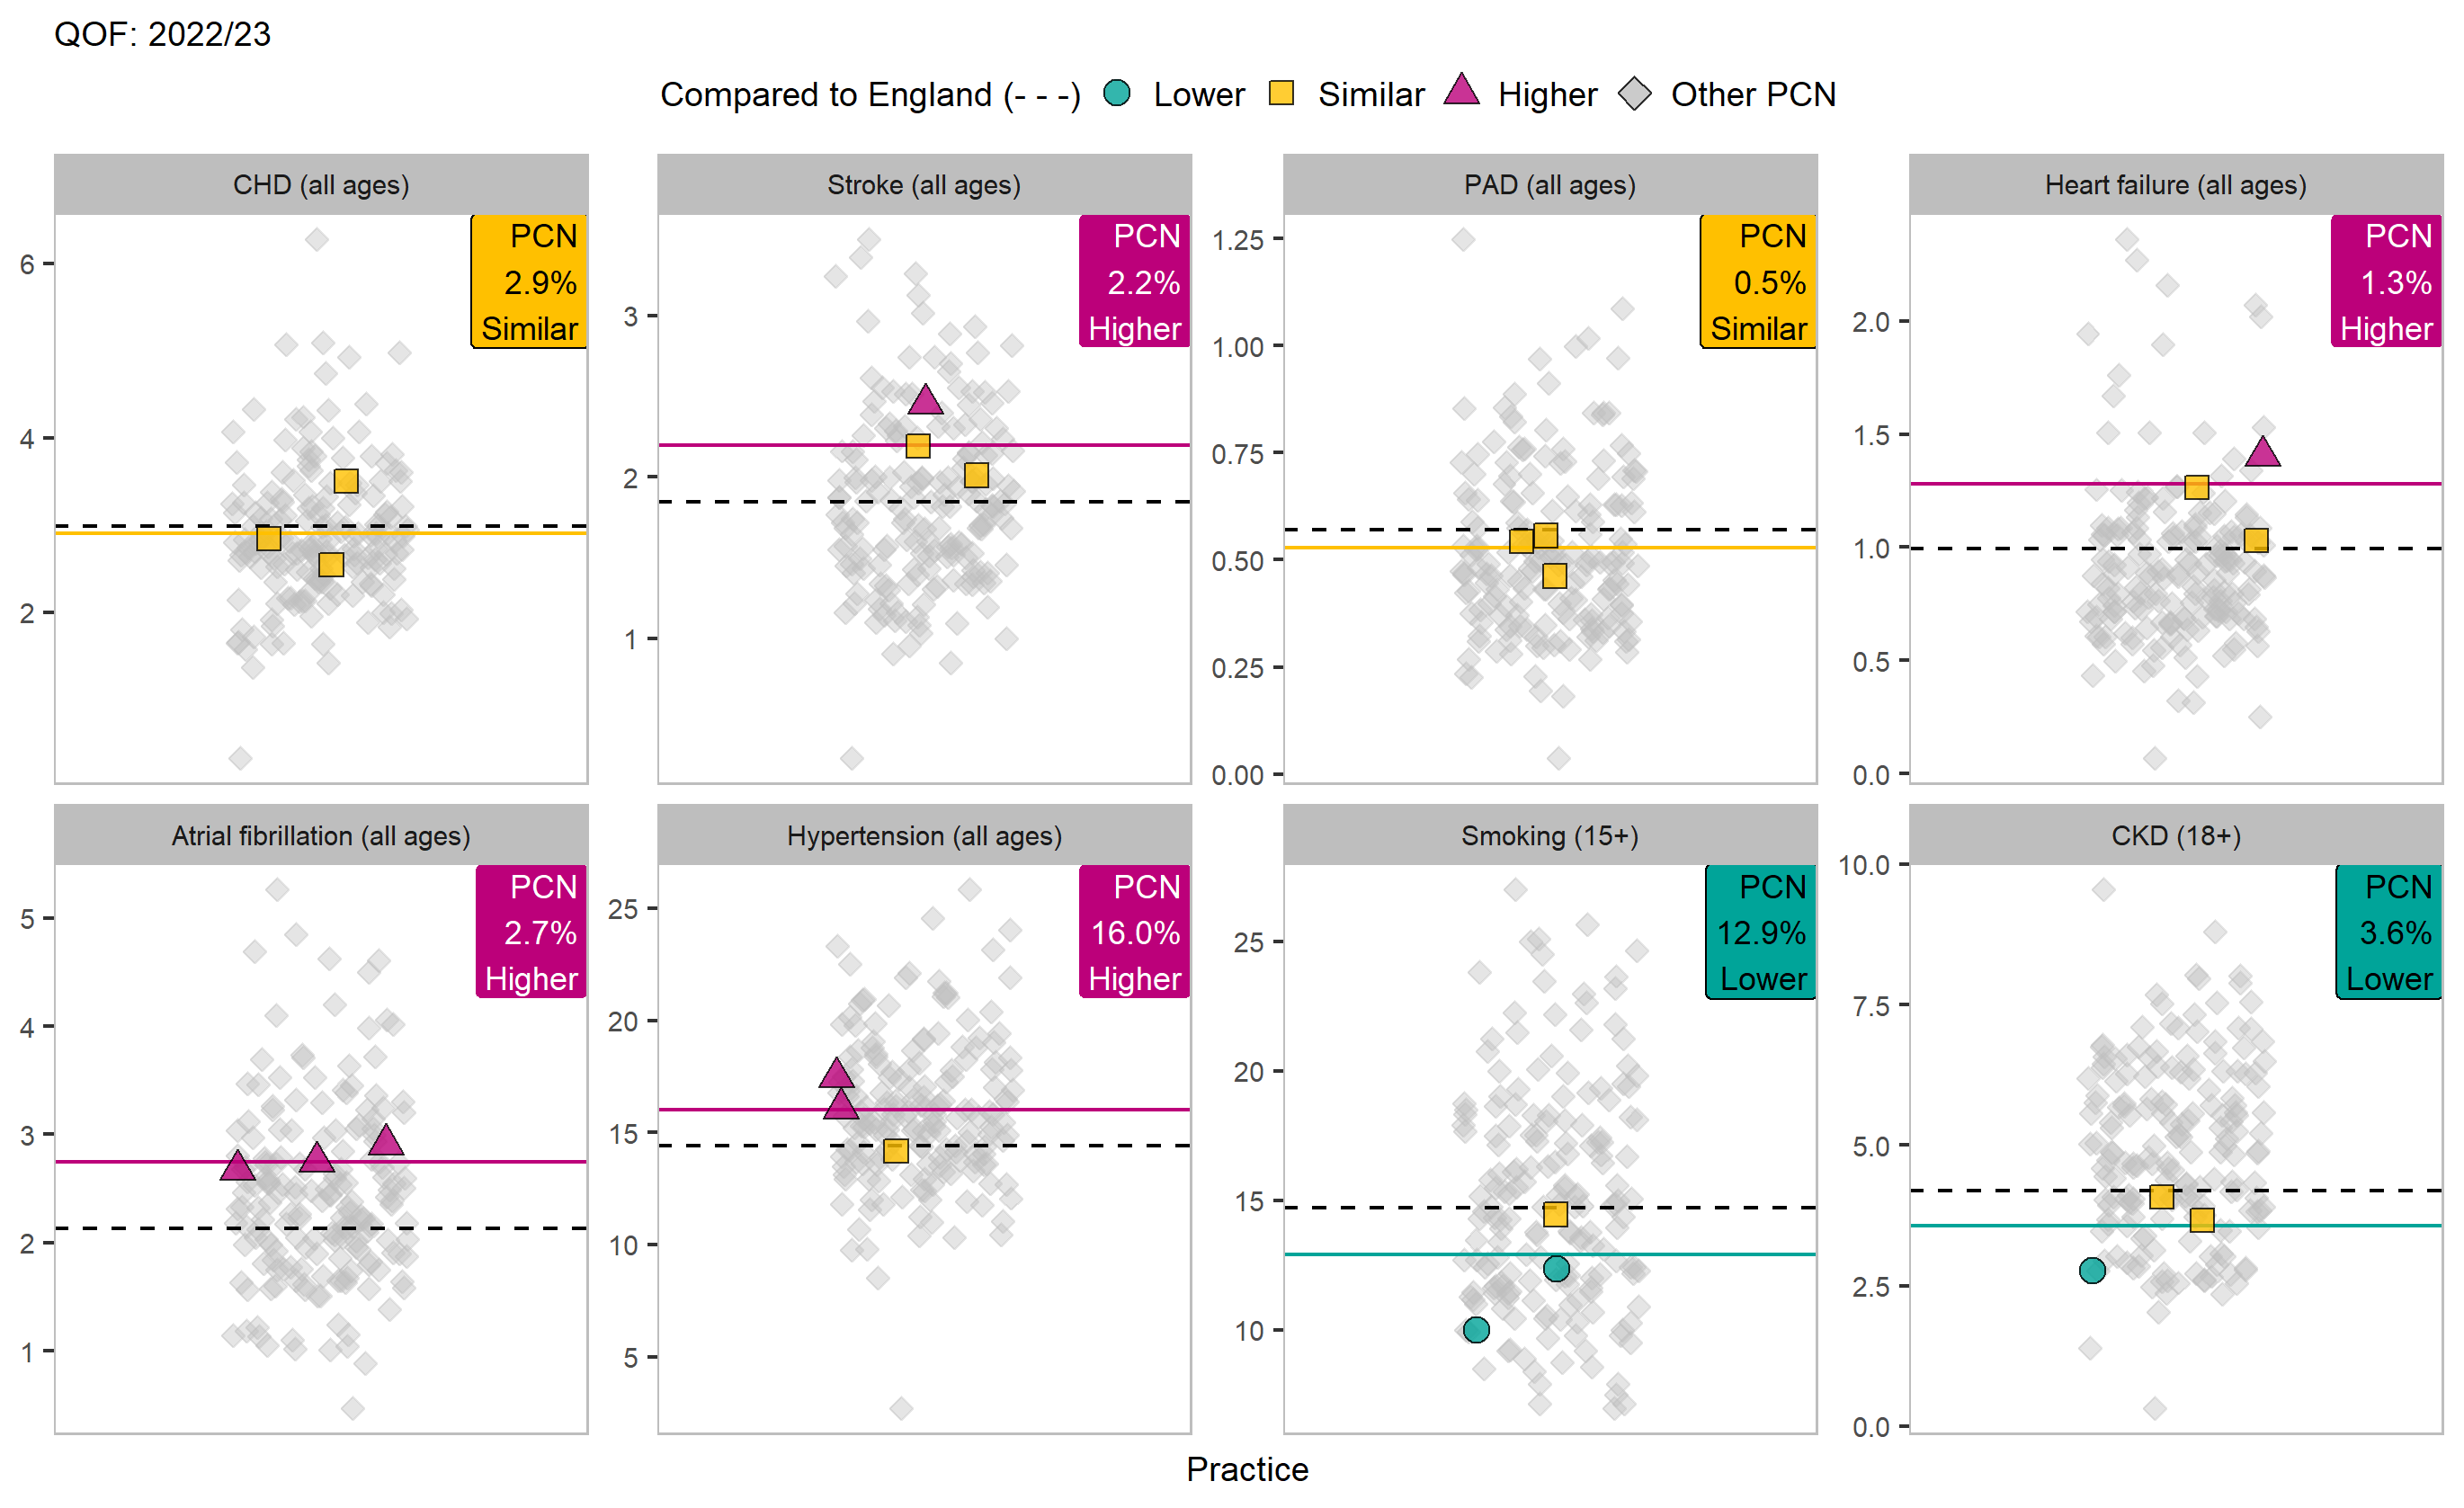 QOF: 2022/23
Compared to England (- - -) Lower Similar Higher Other PCN
CHD (all ages)
PCN
2.9%
Similar
6
4
2
Stroke (all ages)
PCN
2.2%
Higher
3
2
1
PAD (all ages)
PCN
0.5%
Similar
1.25
1.00
0.75
0.50
0.25
0.00
Heart failure (all ages)
PCN
1.3%
Higher
2.0
1.5
1.0
0.5
0.0
Atrial fibrillation (all ages)
PCN
2.7%
Higher
5
4
3
2
1
Hypertension (all ages)
PCN
16.0%
Higher
25
20
15
10
5
Smoking (15+)
PCN
12.9%
Lower
25
20
15
10
CKD (18+)
PCN
3.6%
Lower
10.0
7.5
5.0
2.5
0.0
Practice